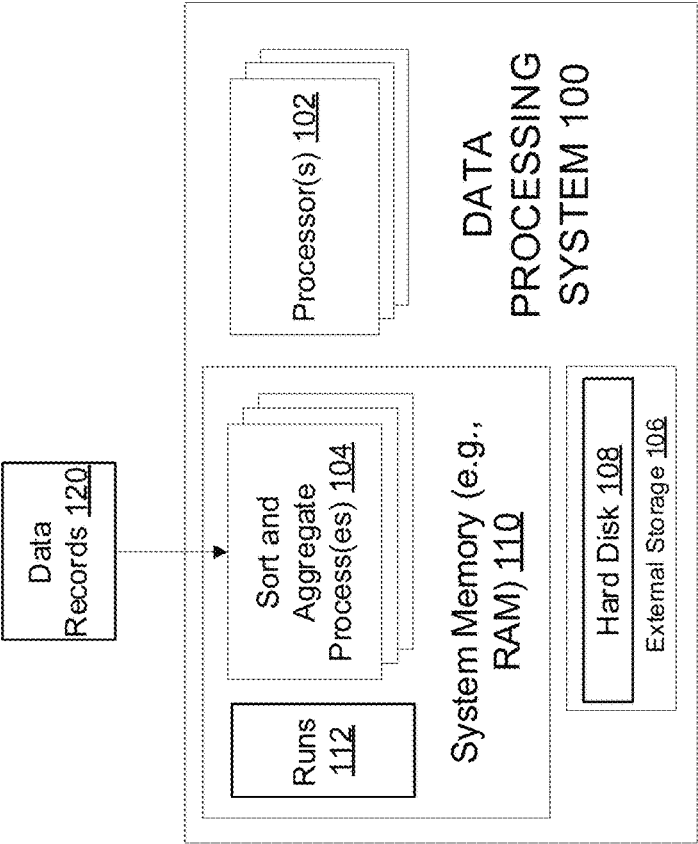 Data
Records 120
Runs
112
Sort and
Aggregate
Process(es) 104
System Memory (e.g.,
RAM) 110
Hard Disk 108
External Storage 106
Processor(s) 102
DATA
PROCESSING
SYSTEM 100